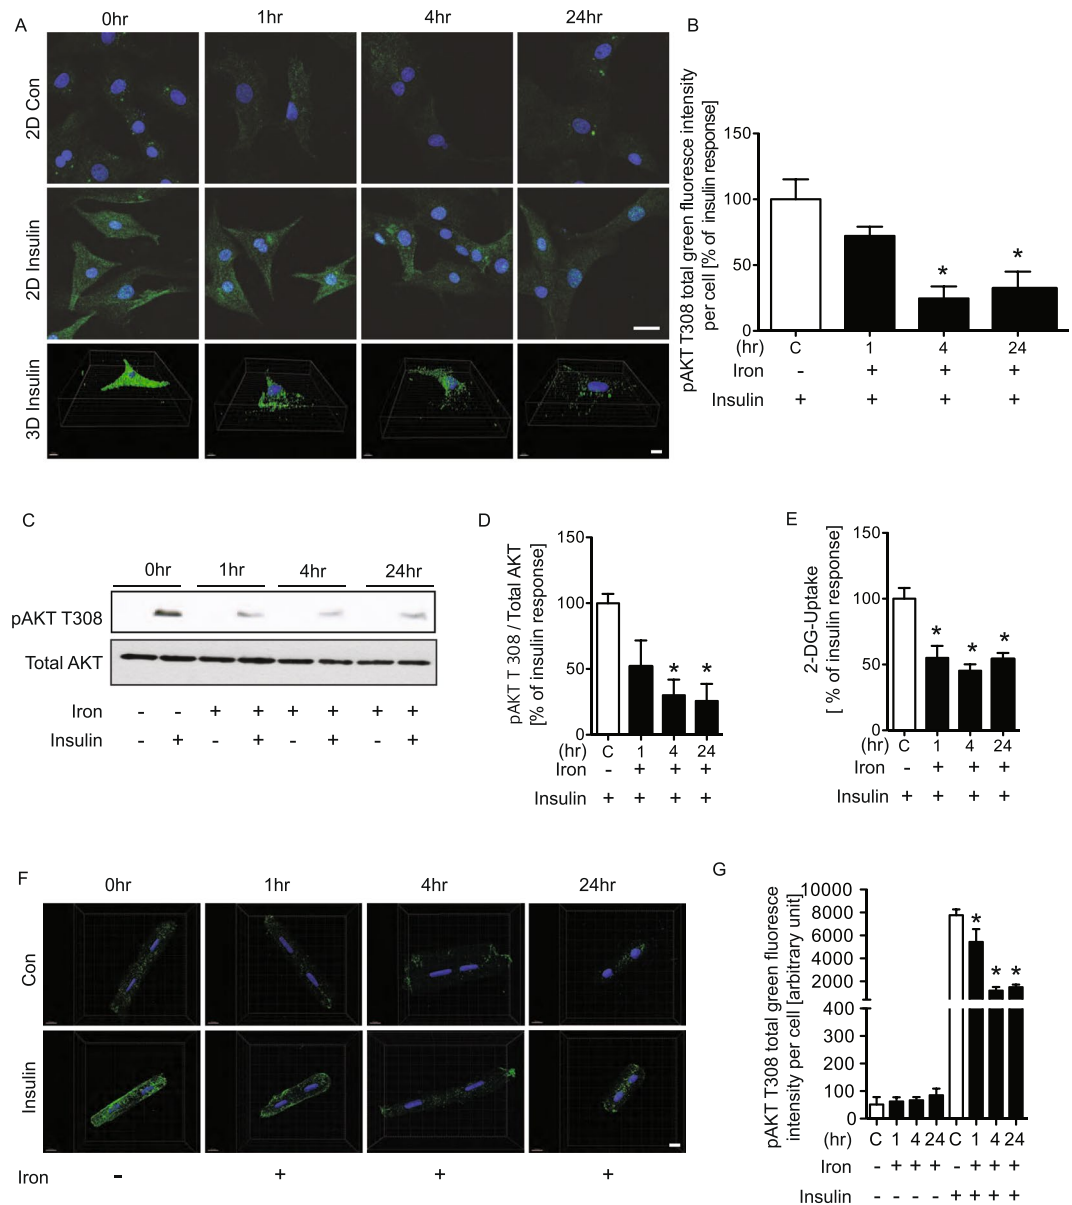 A
0hr 1hr 4hr 24hr
2D Con
2D Insulin
3D Insulin
B
pAKT T308 total green fluoresce intensity
per cell [% of insulin response]
150
100
50
0
* *
(hr) C 1 4 24
Iron - + + +
Insulin + + + +
C
0hr 1hr 4hr 24hr
pAKT T308
Total AKT
Iron - - + + + + + +
Insulin - + - + - + - +
D
pAKT T 308 / Total AKT
[% of insulin response]
150
100
50
0
* *
(hr) C 1 4 24
Iron - + + +
Insulin + + + +
E
2-DG-Uptake
[ % of insulin response]
150
100
50
0
* * *
(hr) C 1 4 24
Iron - + + +
Insulin + + + +
F
0hr 1hr 4hr 24hr
Con
Insulin
Iron - + + +
G
pAKT T308 total green fluoresce
intensity per cell [arbitrary unit]
10000
8000
6000
4000
2000
400
300
200
100
0
* * *
(hr) C 1 4 24 C 1 4 24
Iron - + + + - + + +
Insulin - - - - + + + +